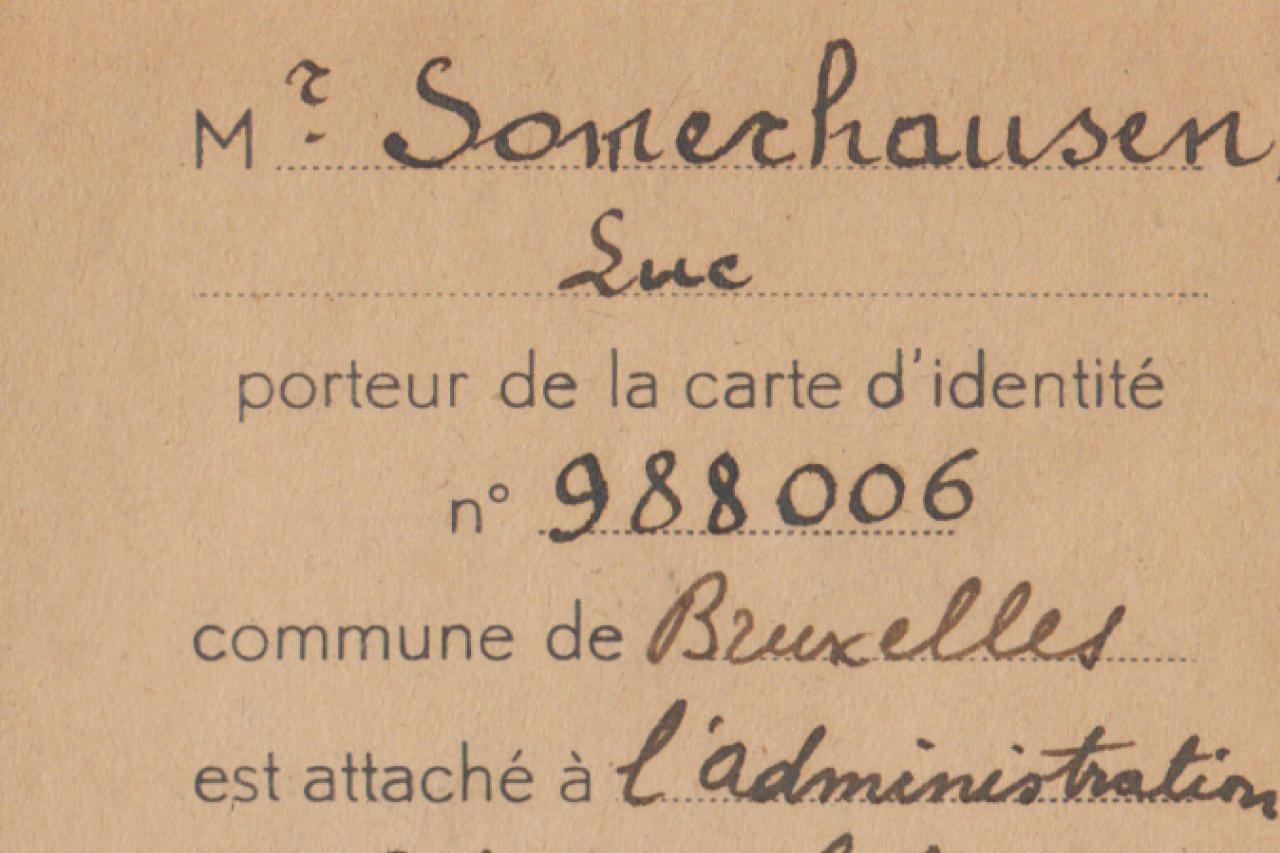 Mr Somerhausen,
Luc
porteur de la carte d'identité
n° 988006
commune de Bruxelles
est attaché à l'administration